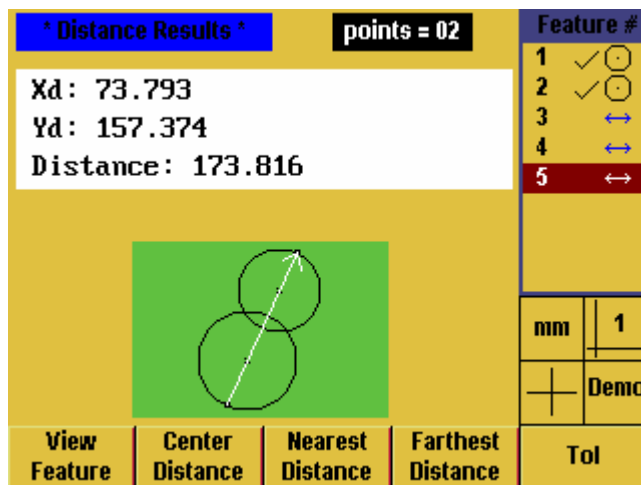 * Distance Results *
points = 02
Xd: 73.793
Yd: 157.374
Distance: 173.816
Feature #
1
2
3
4
5
mm
1
Demo
View
Feature
Center
Distance
Nearest
Distance
Farthest
Distance
Tol